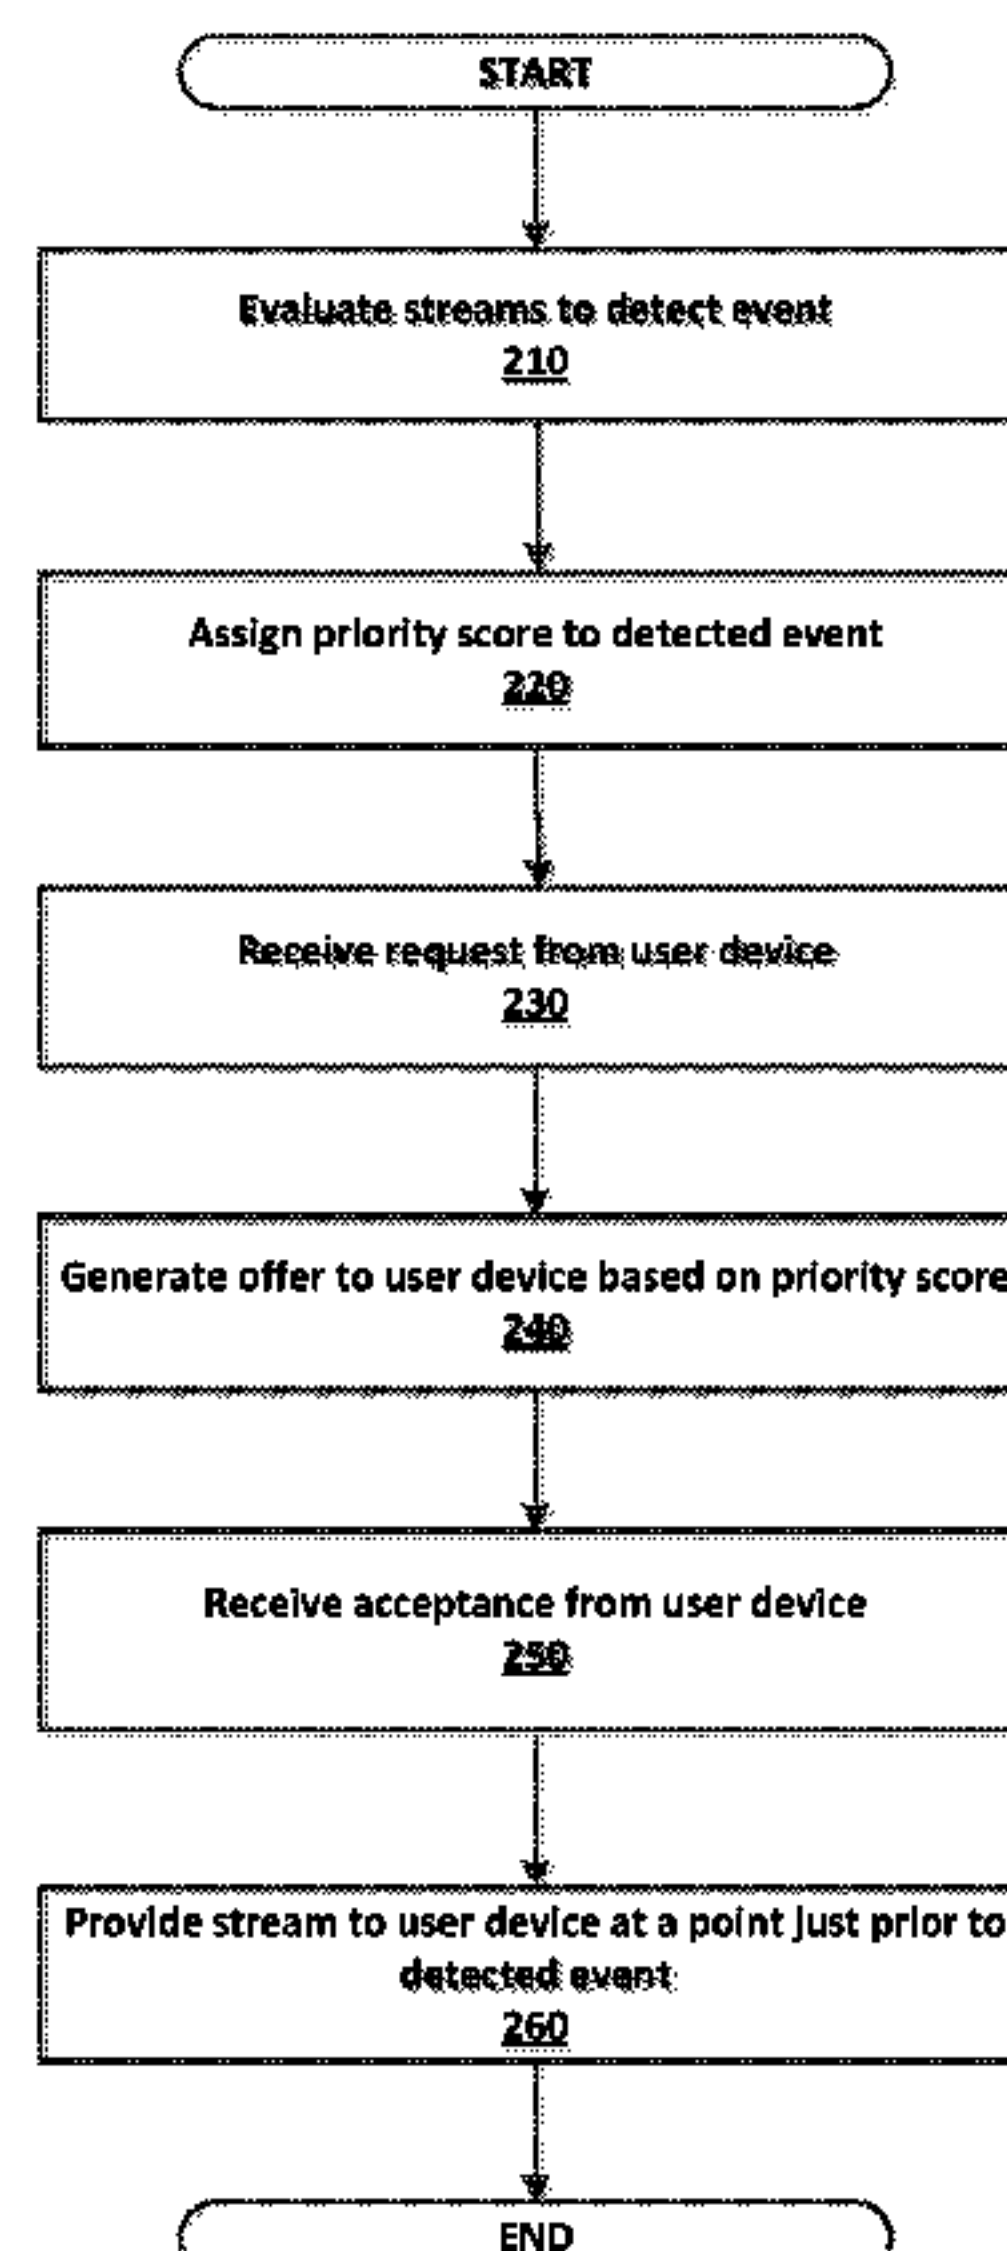 START
Evaluate streams to detect event
210
Assign priority score to detected event
220
Receive request from user device
230
Generate offer to user device based on priority score
240
Receive acceptance from user device
250
Provide stream to user device at a point just prior to
detected event
260
END